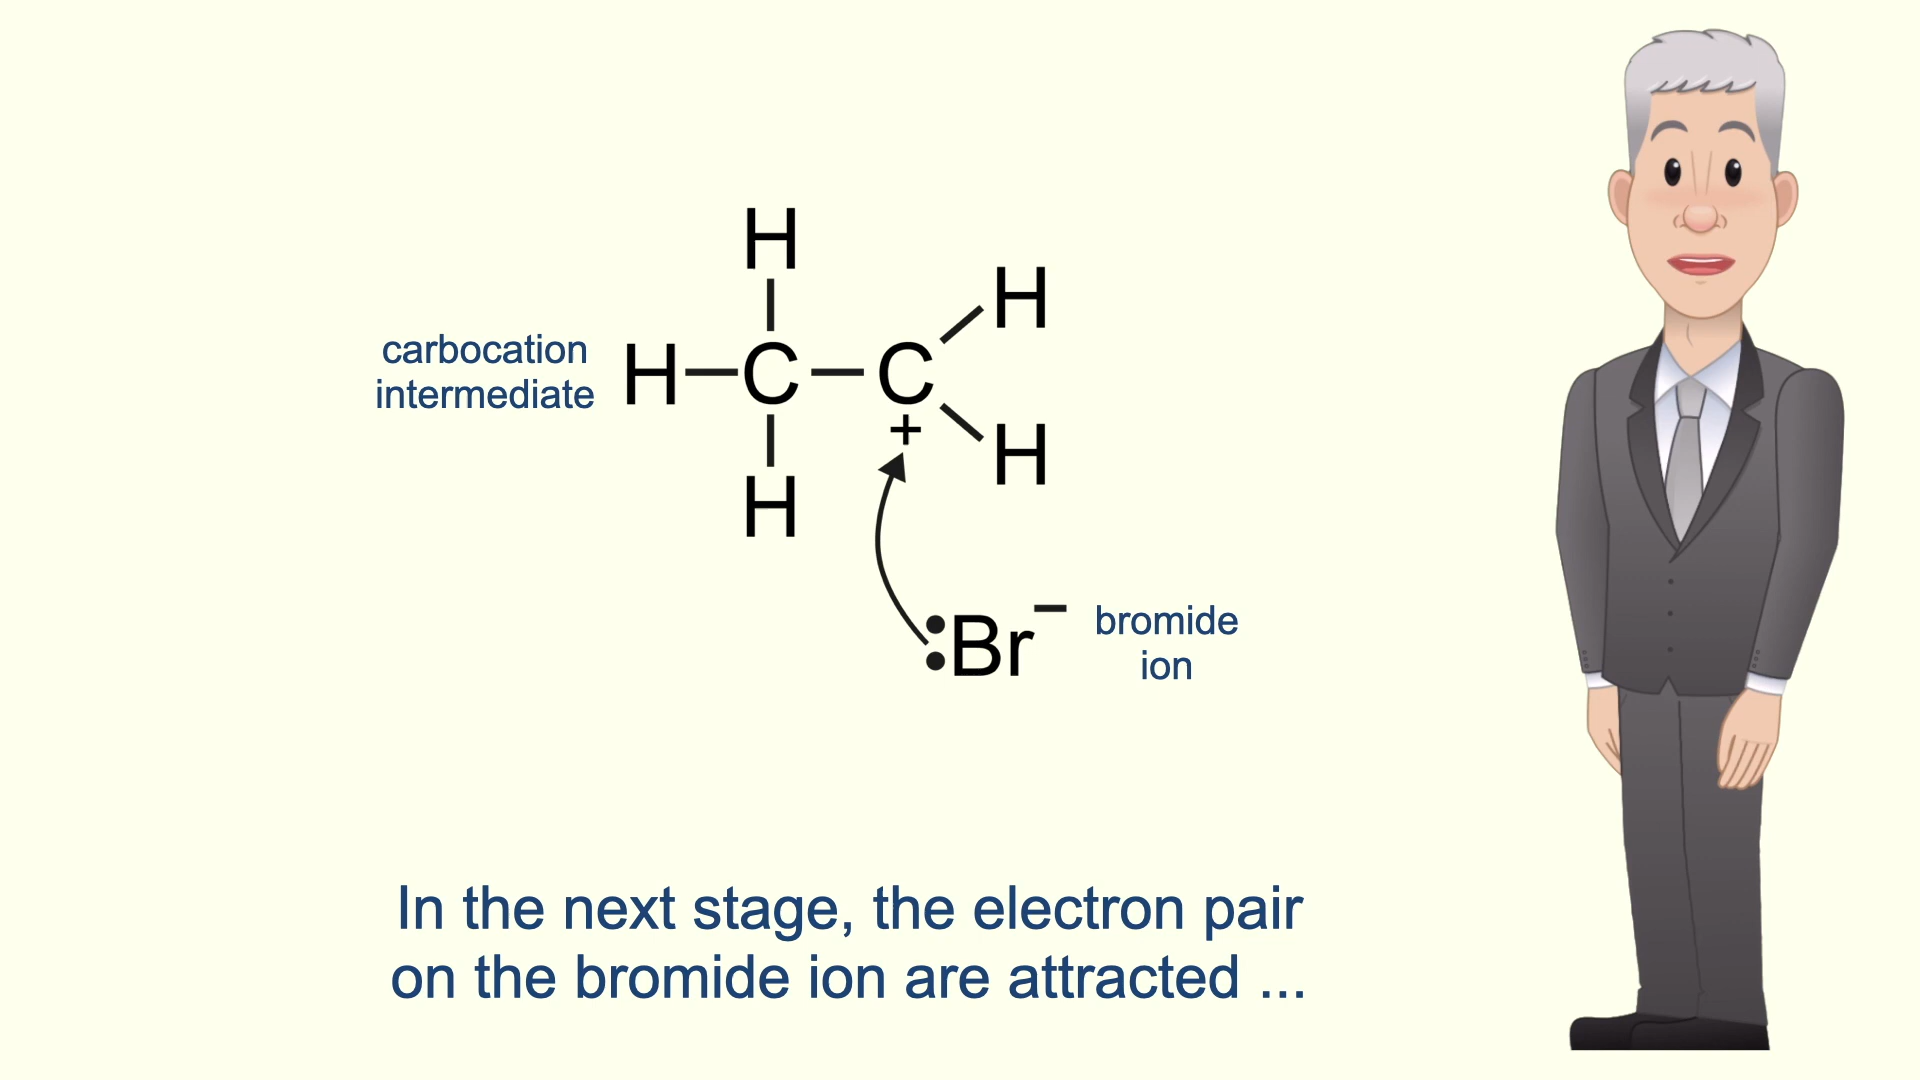 H
H
carbocation
intermediate
H—C—C
+
H
H
:Br−
bromide
ion
In the next stage, the electron pair
on the bromide ion are attracted ...